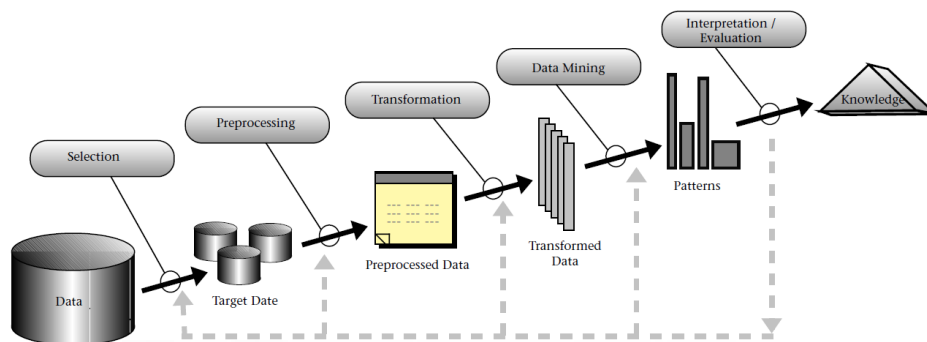 Interpretation /
Evaluation
Data Mining
Transformation
Preprocessing
Selection
Knowledge
Patterns
Transformed
Data
Preprocessed Data
Target Date
Data